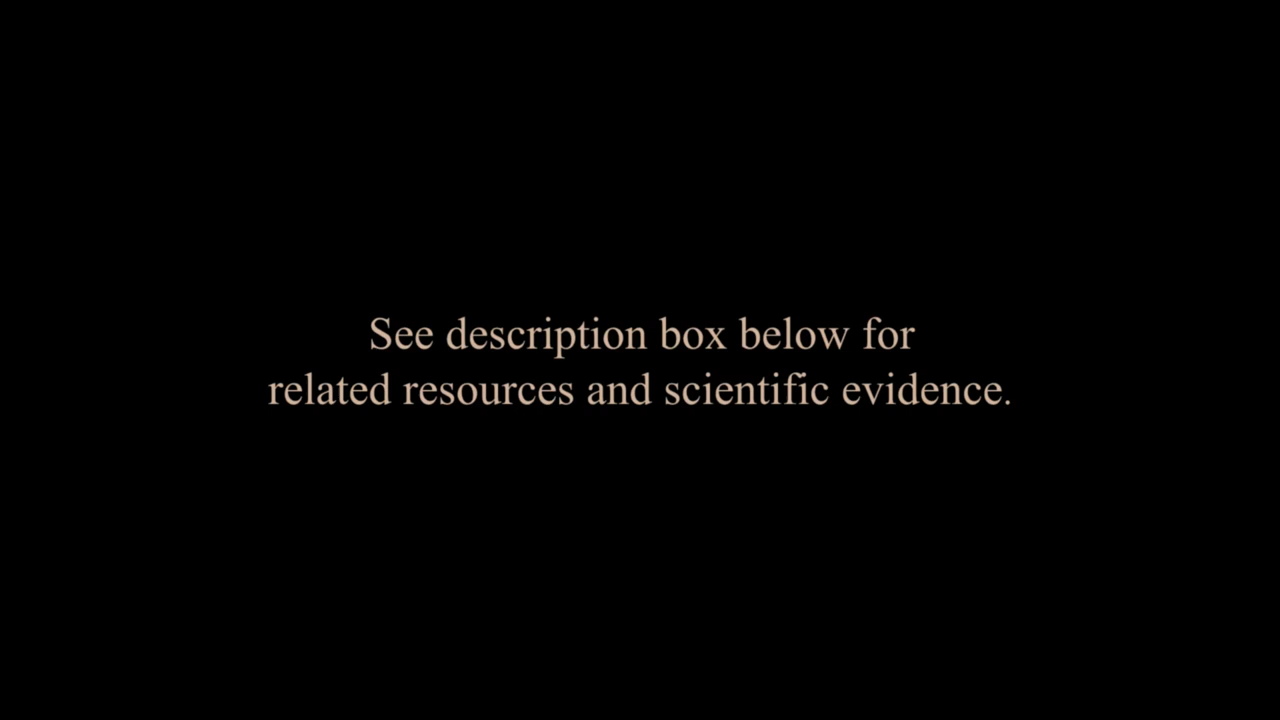 See description box below for
related resources and scientific evidence.